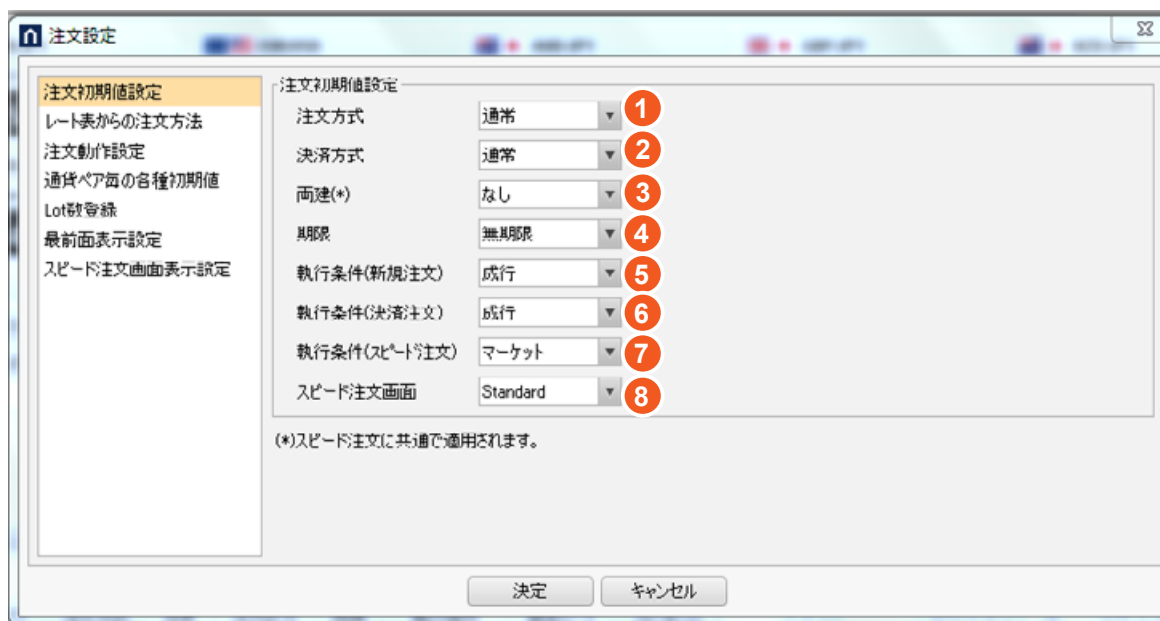 注文設定
注文初期値設定
レート表からの注文方法
注文動作設定
通貨ペア毎の各種初期値
Lot数登録
最前面表示設定
スピード注文画面表示設定
注文初期値設定
注文方式 通常 1
決済方式 通常 2
両建(*) なし 3
期限 無期限 4
執行条件(新規注文) 成行 5
執行条件(決済注文) 成行 6
執行条件(スピード注文) マーケット 7
スピード注文画面 Standard 8
(*)スピード注文に共通で適用されます。
決定 キャンセル